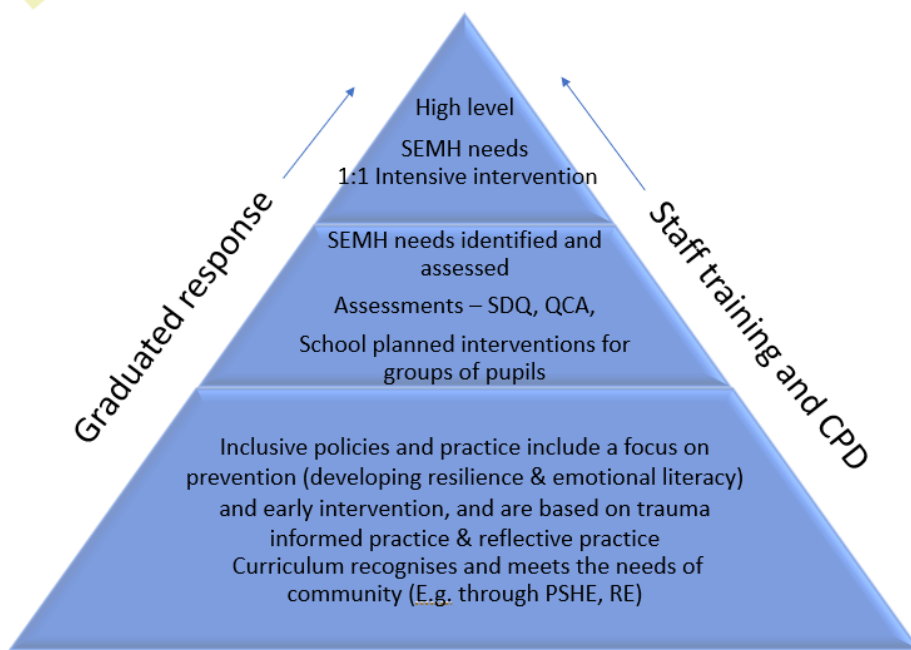 High level
SEMH needs
1:1 Intensive intervention
SEMH needs identified and
assessed
Assessments – SDQ, QCA,
School planned interventions for
groups of pupils
Inclusive policies and practice include a focus on
prevention (developing resilience & emotional literacy)
and early intervention, and are based on trauma
informed practice & reflective practice
Curriculum recognises and meets the needs of
community (E.g. through PSHE, RE)
Graduated response
Staff training and CPD